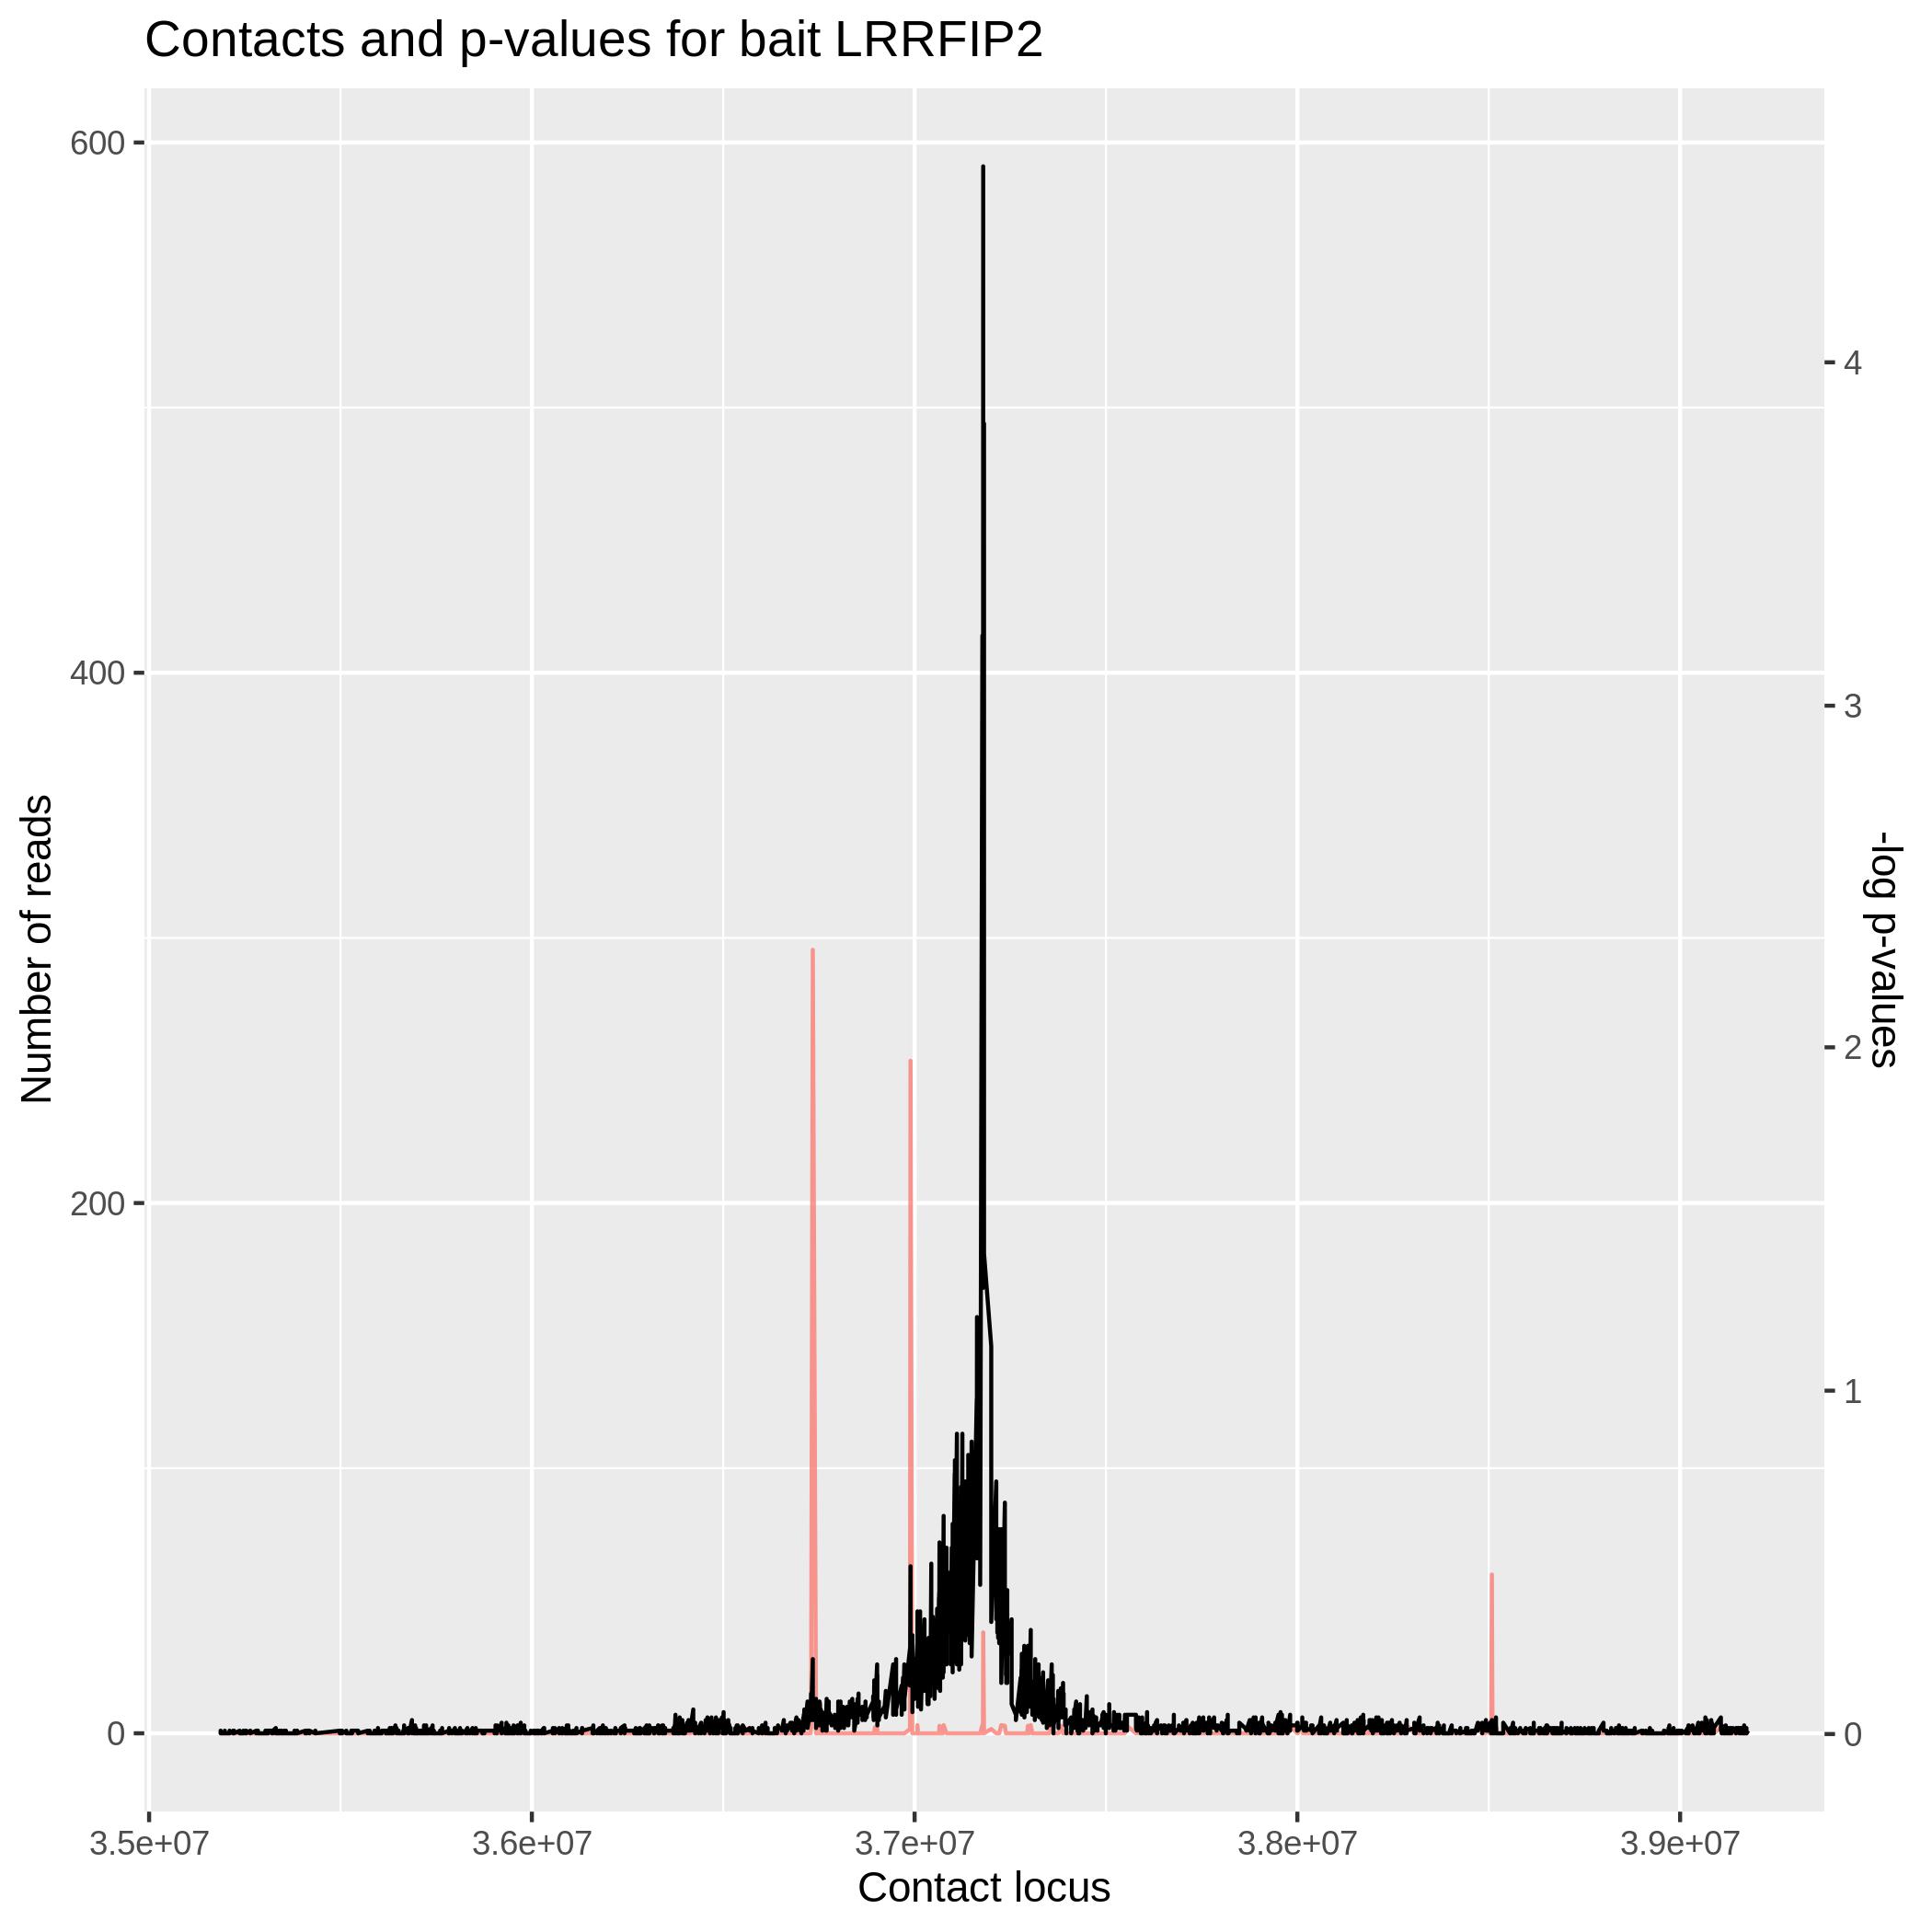 Contacts and p-values for bait LRRFIP2
600
400
200
0
Number of reads
4
3
2
1
0
-log p-values
3.5e+07
3.6e+07
3.7e+07
3.8e+07
3.9e+07
Contact locus